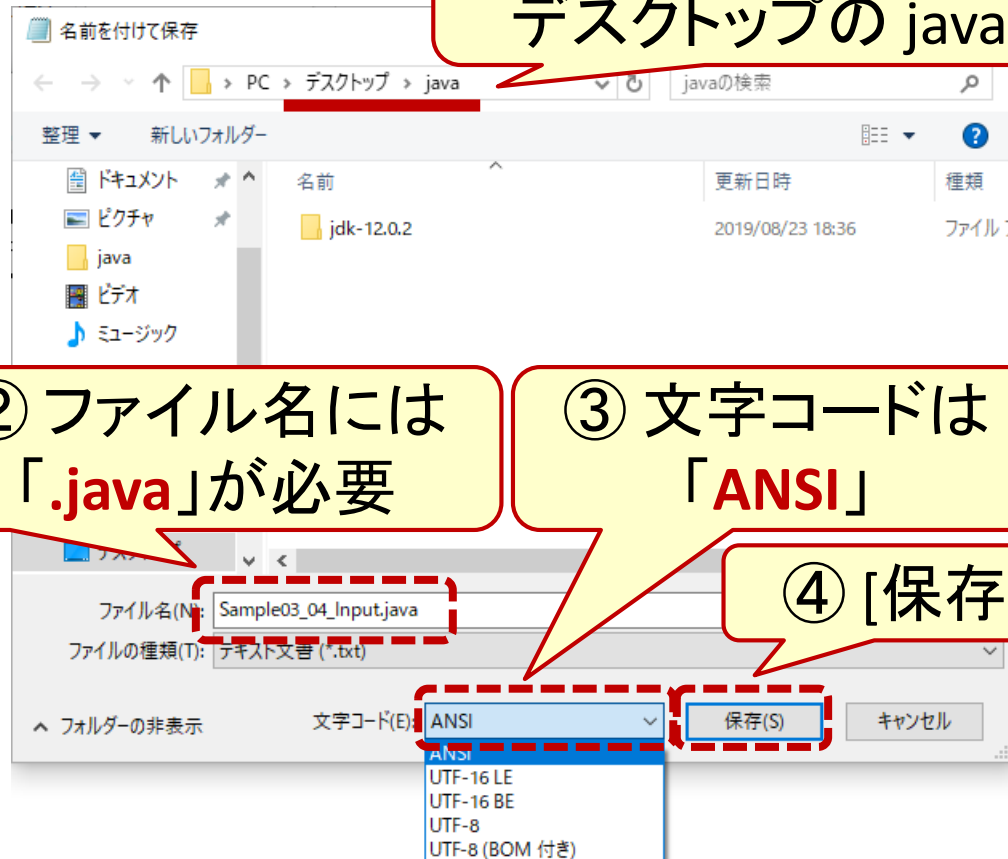 デスクトップの java
名前を付けて保存
PC › デスクトップ › java
javaの検索
整理
新しいフォルダー
ドキュメント
ピクチャ
java
ビデオ
ミュージック
名前
更新日時
種類
jdk-12.0.2
2019/08/23 18:36
ファイル
② ファイル名には
「.java」が必要
③ 文字コードは
「ANSI」
④ [保存
ファイル名(N): Sample03_04_Input.java
ファイルの種類(T): テキスト文書 (*.txt)
フォルダーの非表示
文字コード(E): ANSI
保存(S)
キャンセル
ANSI
UTF-16 LE
UTF-16 BE
UTF-8
UTF-8 (BOM 付き)